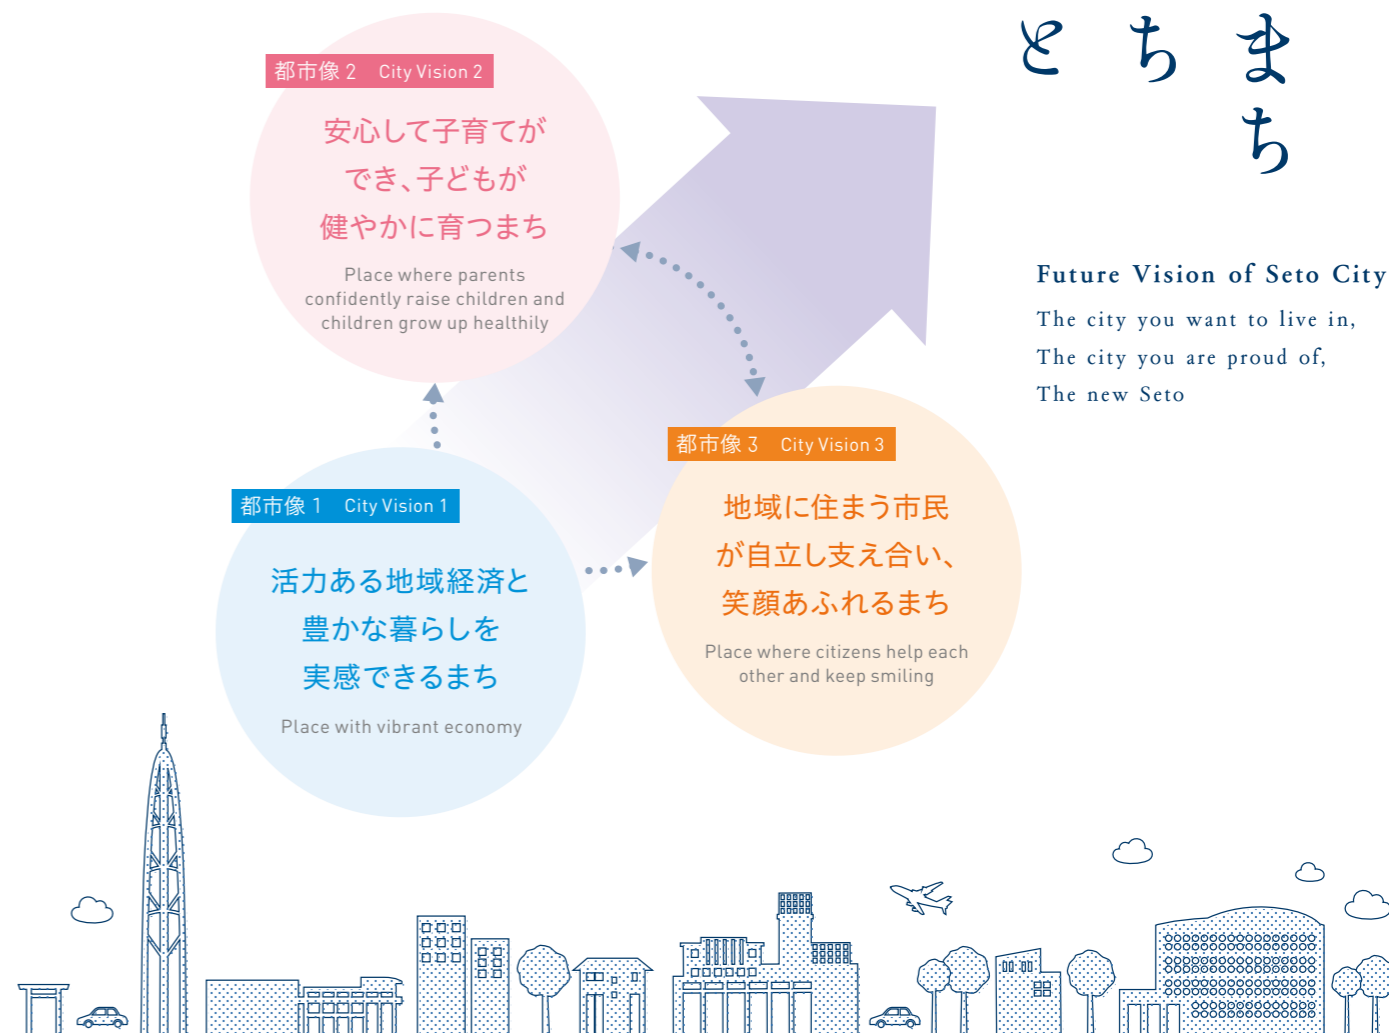 都市像 2 City Vision 2
安心して子育てが
でき、子どもが
健やかに育つまち
Place where parents
confidently raise children and
children grow up healthily
都市像 1 City Vision 1
活力ある地域経済と
豊かな暮らしを
実感できるまち
Place with vibrant economy
都市像 3 City Vision 3
地域に住まう市民
が自立し支え合い、
笑顔あふれるまち
Place where citizens help each
other and keep smiling
まち
ち
と
Future Vision of Seto City
The city you want to live in,
The city you are proud of,
The new Seto